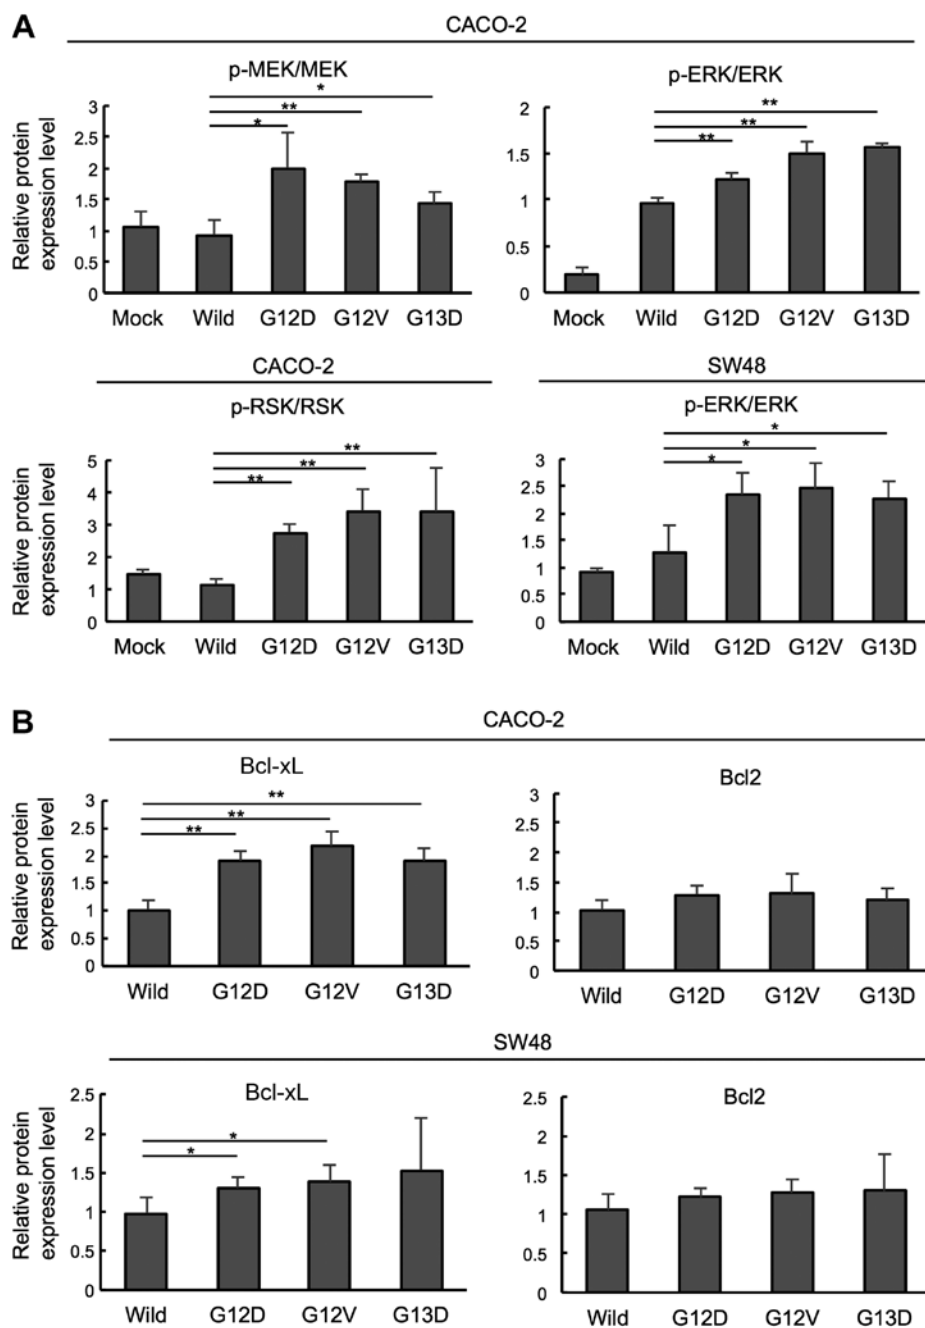 A
CACO-2
p-MEK/MEK
p-ERK/ERK
Relative protein
expression level
3
2.5
2
1.5
1
0.5
0
*
**
*
Mock Wild G12D G12V G13D
2
1.5
1
0.5
0
**
**
**
Mock Wild G12D G12V G13D
CACO-2
SW48
p-RSK/RSK
p-ERK/ERK
Relative protein
expression level
5
4
3
2
1
0
**
**
**
Mock Wild G12D G12V G13D
3
2.5
2
1.5
1
0.5
0
*
*
*
Mock Wild G12D G12V G13D
B
CACO-2
Bcl-xL
Bcl2
Relative protein
expression level
3
2.5
2
1.5
1
0.5
0
**
**
**
Wild G12D G12V G13D
3
2.5
2
1.5
1
0.5
0
Wild G12D G12V G13D
SW48
Bcl-xL
Bcl2
Relative protein
expression level
2.5
2
1.5
1
0.5
0
*
*
Wild G12D G12V G13D
2.5
2
1.5
1
0.5
0
Wild G12D G12V G13D